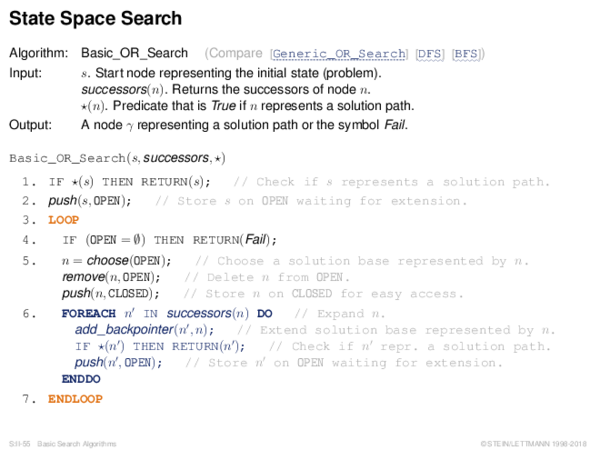 State Space Search
Algorithm: Basic_OR_Search (Compare [Generic_OR_Search] [DFS] [BFS])
Input: s. Start node representing the initial state (problem).
successors(n). Returns the successors of node n.
⋆(n). Predicate that is True if n represents a solution path.
Output: A node γ representing a solution path or the symbol Fail.
Basic_OR_Search(s, successors, ⋆)
1. IF ⋆(s) THEN RETURN(s); // Check if s represents a solution path.
2. push(s, OPEN); // Store s on OPEN waiting for extension.
3. LOOP
4. IF (OPEN = ∅) THEN RETURN(Fail);
5. n = choose(OPEN); // Choose a solution base represented by n.
remove(n, OPEN); // Delete n from OPEN.
push(n, CLOSED); // Store n on CLOSED for easy access.
6. FOREACH n′ IN successors(n) DO // Expand n.
add_backpointer(n′, n); // Extend solution base represented by n.
IF ⋆(n′) THEN RETURN(n′); // Check if n′ repr. a solution path.
push(n′, OPEN); // Store n′ on OPEN waiting for extension.
ENDDO
7. ENDLOOP
S:II-55 Basic Search Algorithms ©STEIN/LETTMANN 1998-2018